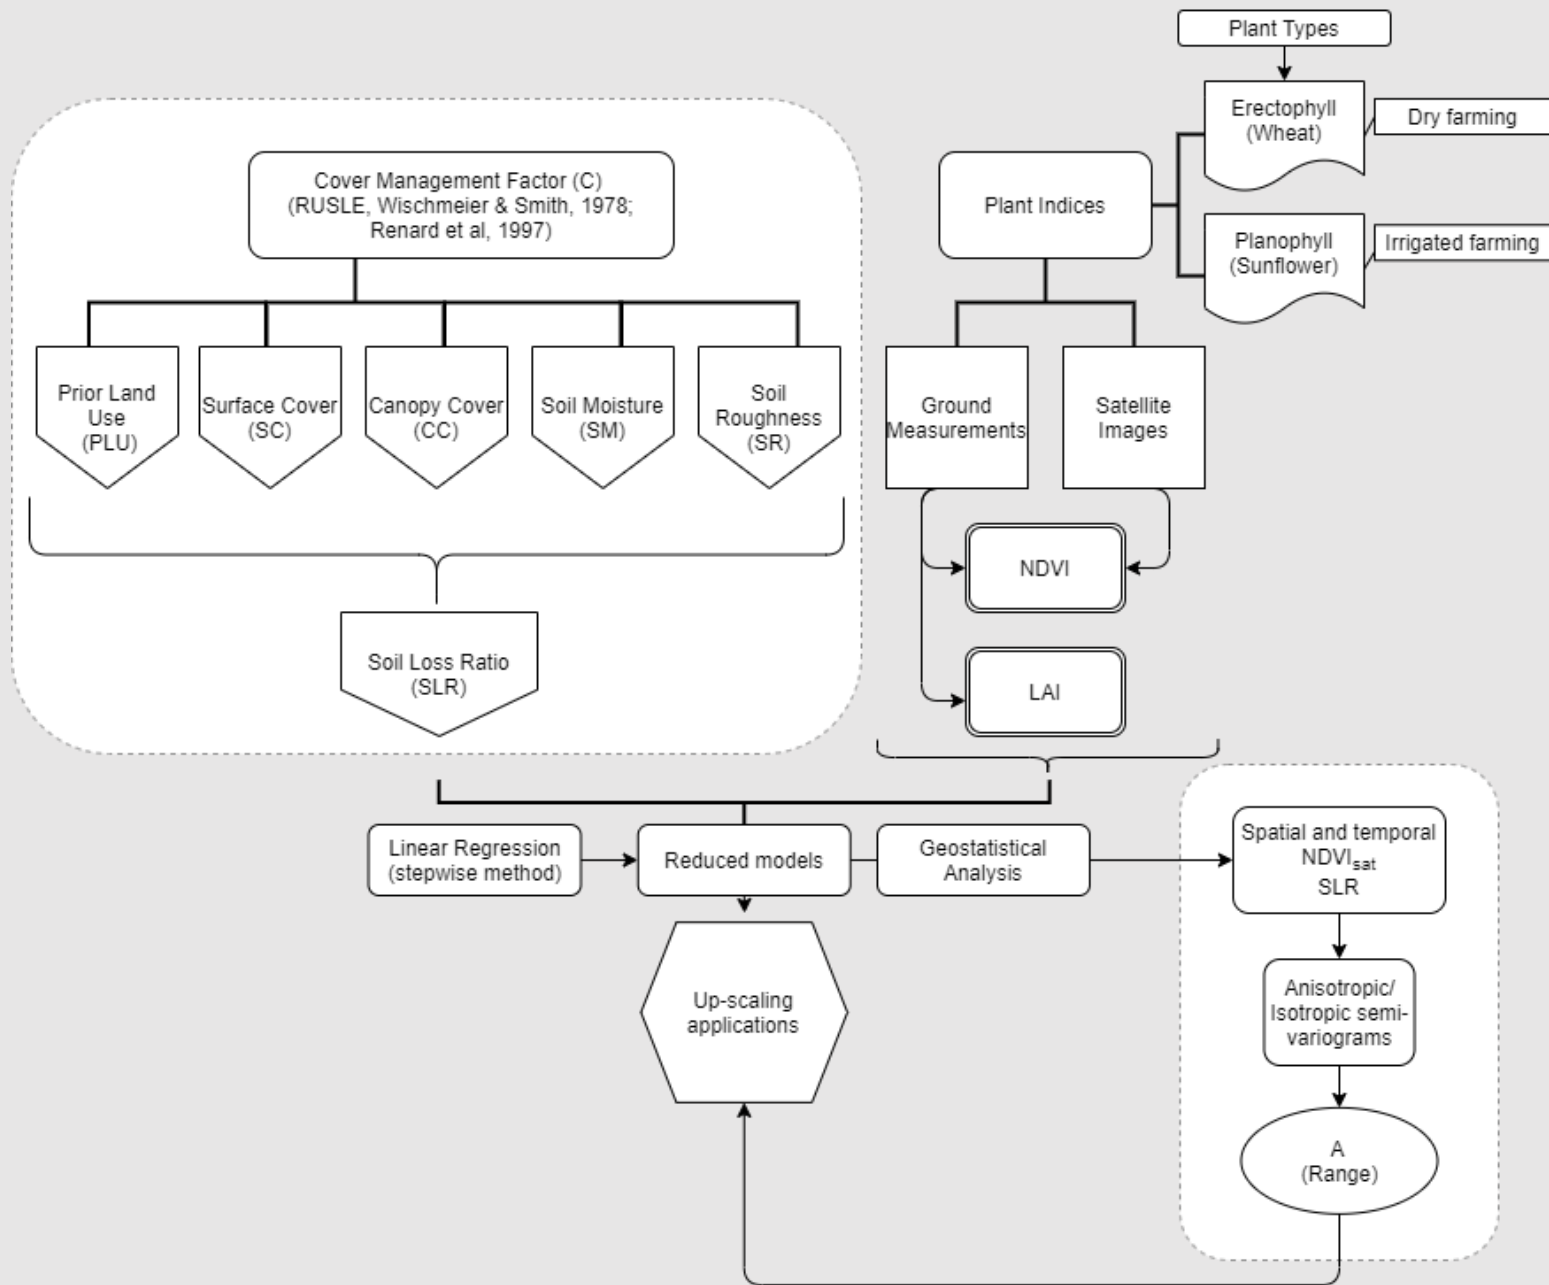 Plant Types
Erectophyll
(Wheat)
Dry farming
Cover Management Factor (C)
(RUSLE, Wischmeier & Smith, 1978;
Renard et al, 1997)
Plant Indices
Planophyll
(Sunflower)
Irrigated farming
Prior Land
Use
(PLU)
Surface Cover
(SC)
Canopy Cover
(CC)
Soil Moisture
(SM)
Soil
Roughness
(SR)
Ground
Measurements
Satellite
Images
NDVI
Soil Loss Ratio
(SLR)
LAI
Linear Regression
(stepwise method)
Reduced models
Geostatistical
Analysis
Spatial and temporal
NDVIsat
SLR
Up-scaling
applications
Anisotropic/
Isotropic semi-
variograms
A
(Range)